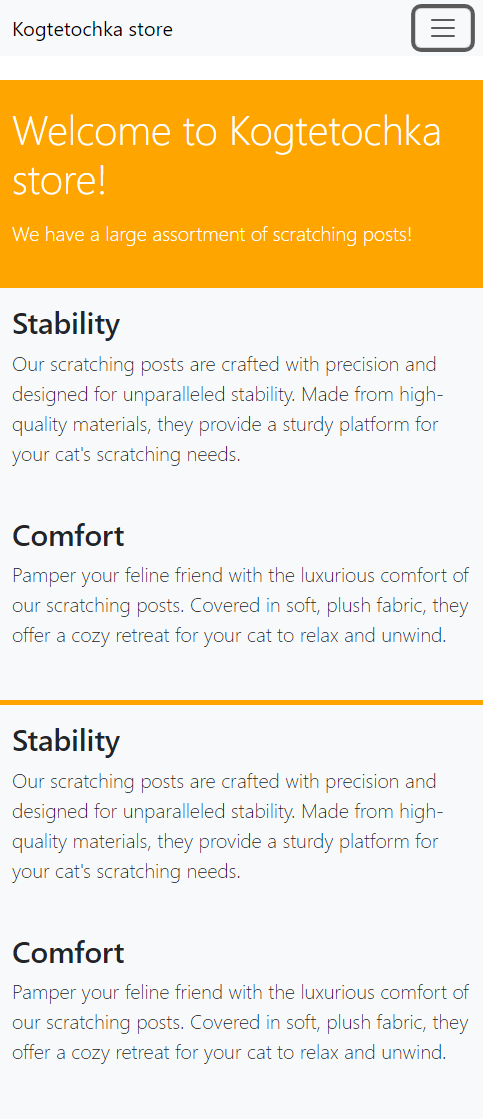 Kogtetochka store
Welcome to Kogtetochka
store!
We have a large assortment of scratching posts!
Stability
Our scratching posts are crafted with precision and
designed for unparalleled stability. Made from high-
quality materials, they provide a sturdy platform for
your cat's scratching needs.
Comfort
Pamper your feline friend with the luxurious comfort of
our scratching posts. Covered in soft, plush fabric, they
offer a cozy retreat for your cat to relax and unwind.
Stability
Our scratching posts are crafted with precision and
designed for unparalleled stability. Made from high-
quality materials, they provide a sturdy platform for
your cat's scratching needs.
Comfort
Pamper your feline friend with the luxurious comfort of
our scratching posts. Covered in soft, plush fabric, they
offer a cozy retreat for your cat to relax and unwind.